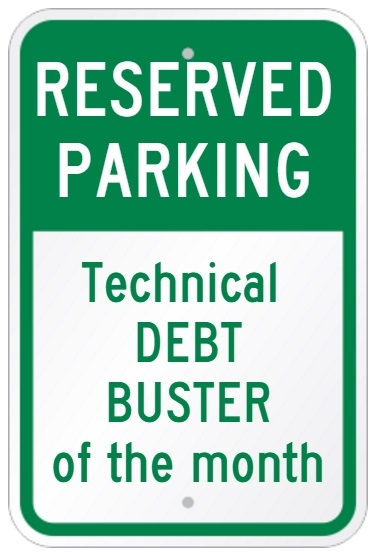 RESERVED
PARKING
Technical
DEBT
BUSTER
of the month